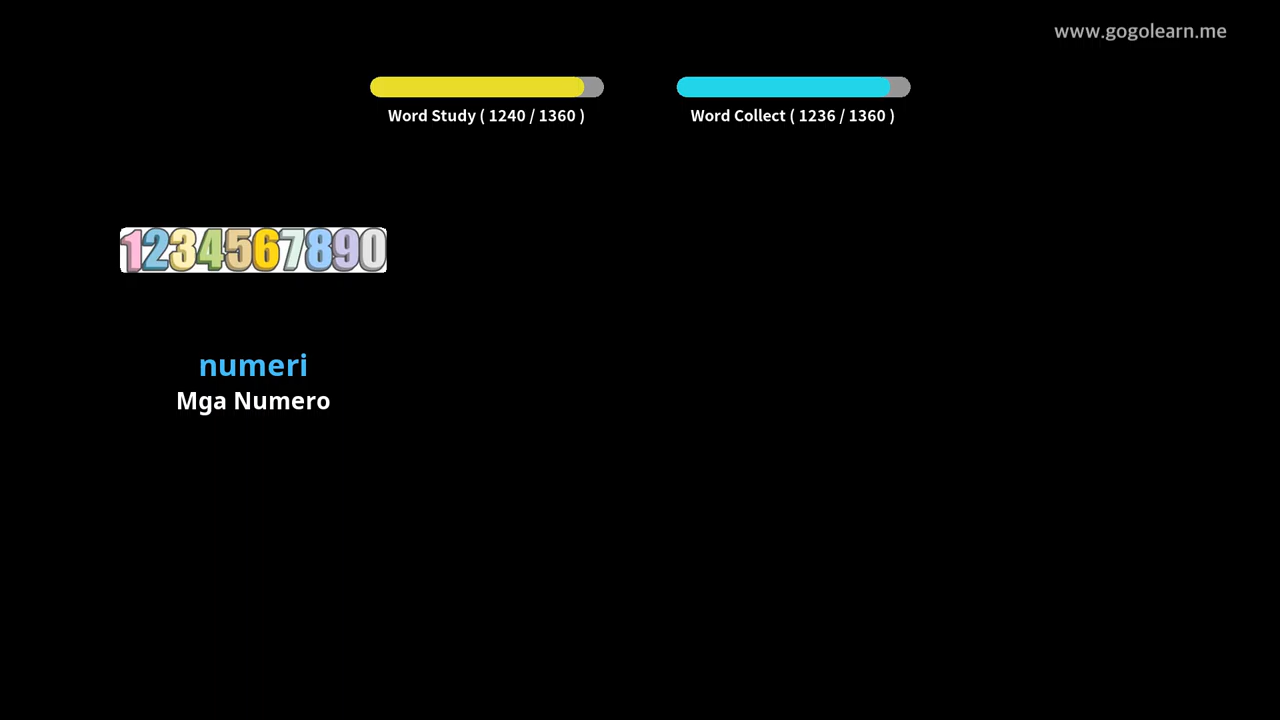 www.gogolearn.me
Word Study ( 1240 / 1360 )
Word Collect ( 1236 / 1360 )
1234567890
numeri
Mga Numero